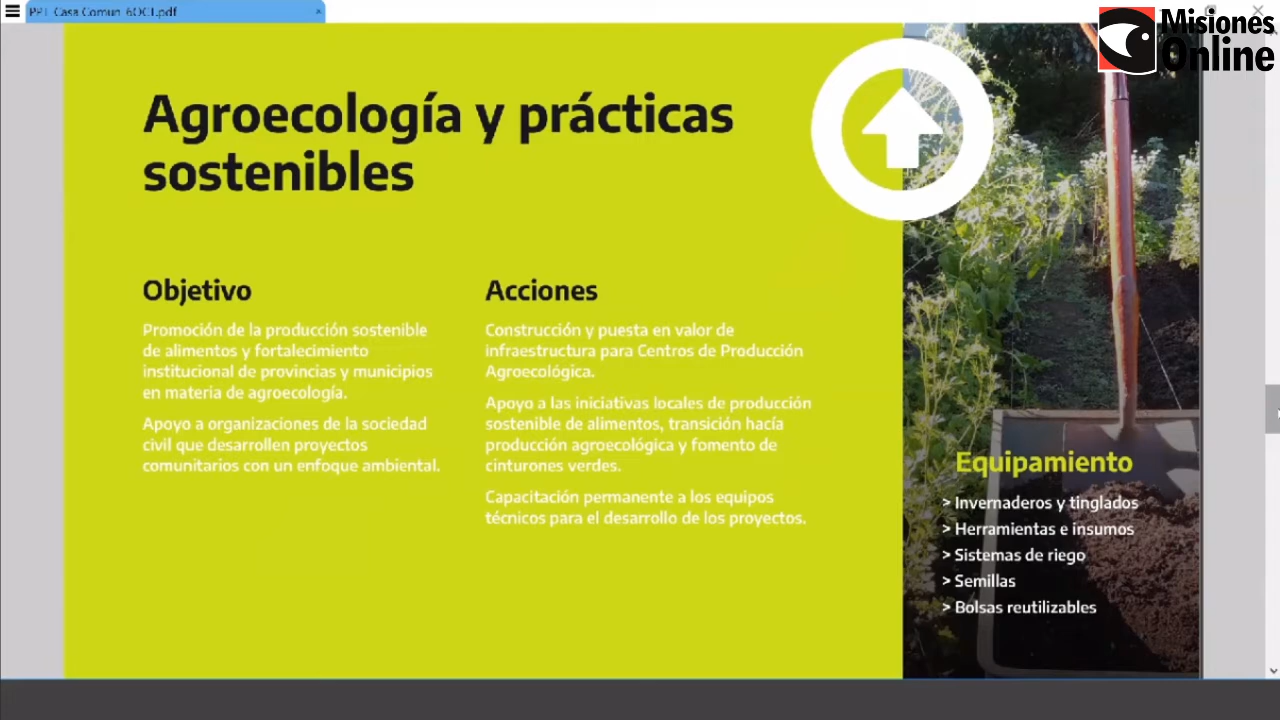 PPT Casa Comun 6OCT.pdf
Misiones
Online
Agroecología y prácticas
sostenibles
Objetivo
Promoción de la producción sostenible
de alimentos y fortalecimiento
institucional de provincias y municipios
en materia de agroecología.
Apoyo a organizaciones de la sociedad
civil que desarrollen proyectos
comunitarios con un enfoque ambiental.
Acciones
Construcción y puesta en valor de
infraestructura para Centros de Producción
Agroecológica.
Apoyo a las iniciativas locales de producción
sostenible de alimentos, transición hacía
producción agroecológica y fomento de
cinturones verdes.
Capacitación permanente a los equipos
técnicos para el desarrollo de los proyectos.
Equipamiento
> Invernaderos y tinglados
> Herramientas e insumos
> Sistemas de riego
> Semillas
> Bolsas reutilizables